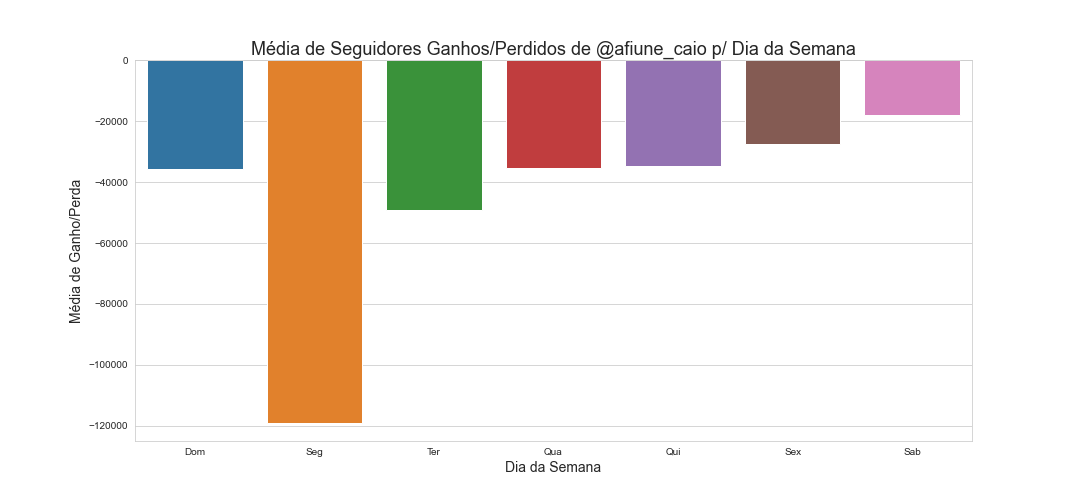 Média de Seguidores Ganhos/Perdidos de @afiune_caio p/ Dia da Semana
Média de Ganho/Perda
0
−20000
−40000
−60000
−80000
−100000
−120000
Dom Seg Ter Qua Qui Sex Sab
Dia da Semana